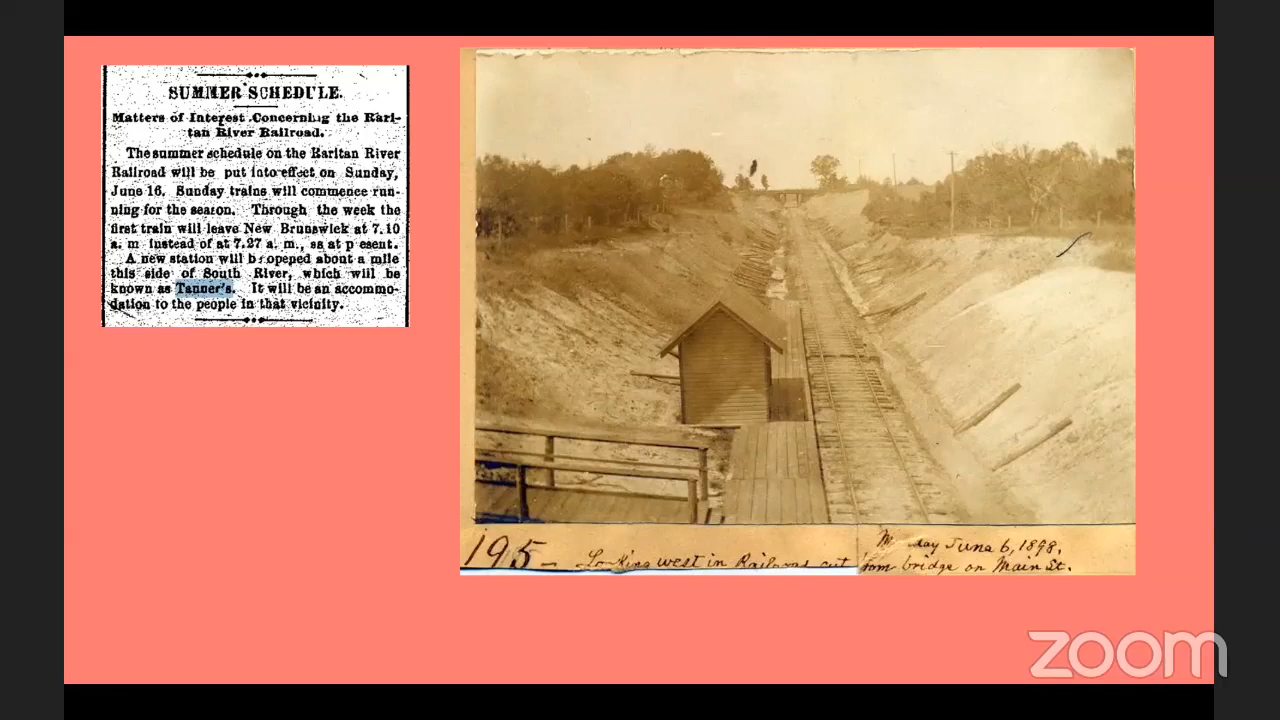 SUMMER SCHEDULE.
Matters of Interest Concerning the Rari-
tan River Railroad.
The summer schedule on the Raritan River
Railroad will be put into effect on Sunday,
June 16. Sunday trains will commence run-
ning for the season. Through the week the
first train will leave New Brunswick at 7.10
a. m instead of at 7.27 a. m., as at p esent.
A new station will be opened about a mile
this side of South River, which will be
known as Tanner's. It will be an accommo-
dation to the people in that vicinity.
195 - Looking west in Railroad cut from bridge on Main St.
Monday June 6, 1898.
zoom